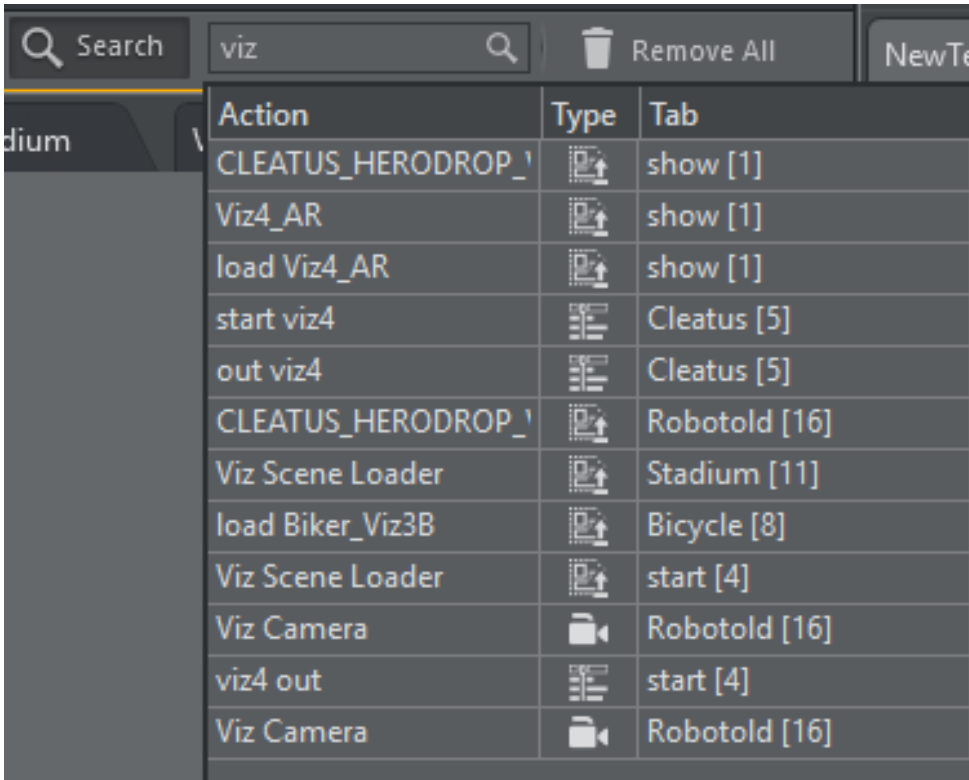 Search viz Remove All NewTe
Action Type Tab
dium
CLEATUS_HERODROP_ show [1]
Viz4_AR show [1]
load Viz4_AR show [1]
start viz4 Cleatus [5]
out viz4 Cleatus [5]
CLEATUS_HERODROP_ Robotold [16]
Viz Scene Loader Stadium [11]
load Biker_Viz3B Bicycle [8]
Viz Scene Loader start [4]
Viz Camera Robotold [16]
viz4 out start [4]
Viz Camera Robotold [16]